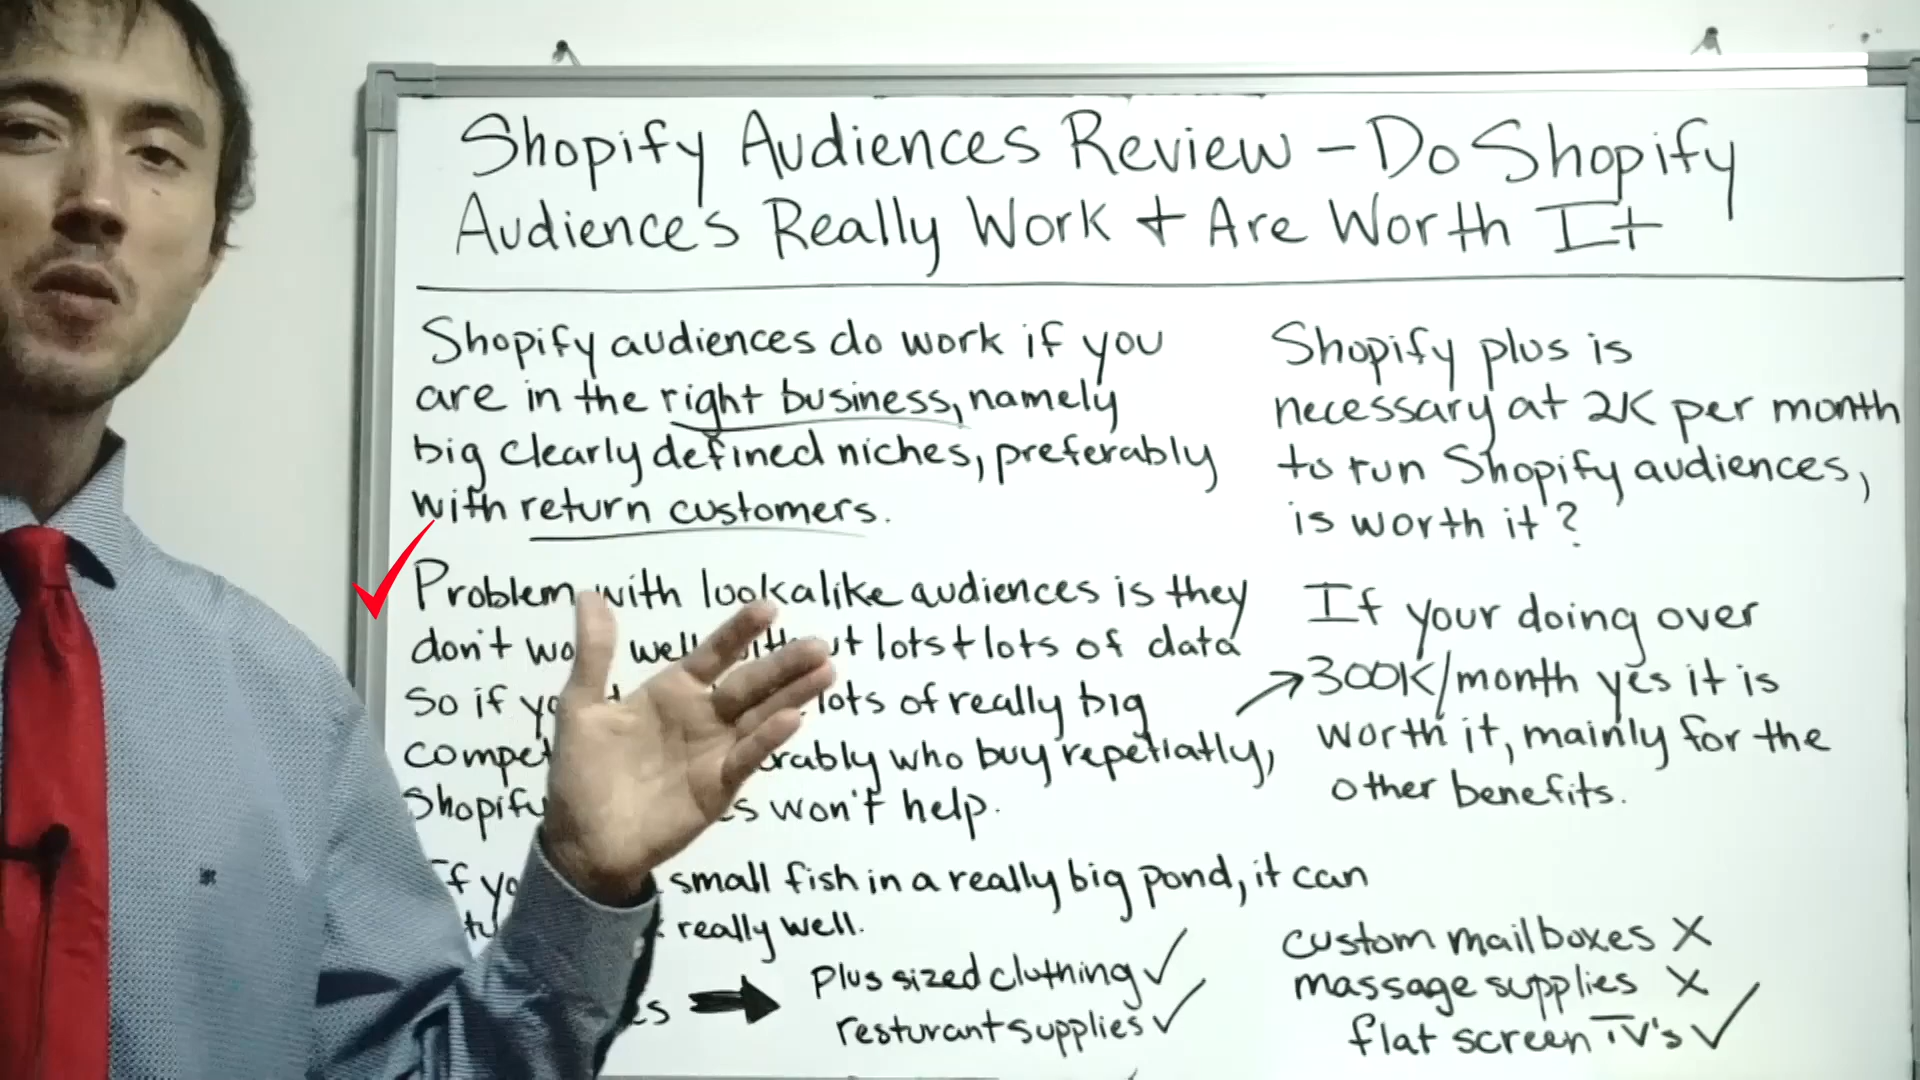 Shopify Audiences Review - Do Shopify
Audience's Really Work + Are Worth It
Shopify audiences do work if you
are in the right business, namely
big clearly defined niches, preferably
with return customers.
Problem with lookalike audiences is they
don't well lots + lots of data
So if lots of really big
who buy repetiatly,
Shopify won't help.
small fish in a really big pond, it can
really well.
plus sized clothing ✓
resturant supplies ✓
Shopify plus is
necessary at 2K per month
to run Shopify audiences,
is worth it?
If your doing over
→300K/month yes it is
worth it, mainly for the
other benefits.
custom mailboxes X
massage supplies X
flat screen TV's ✓